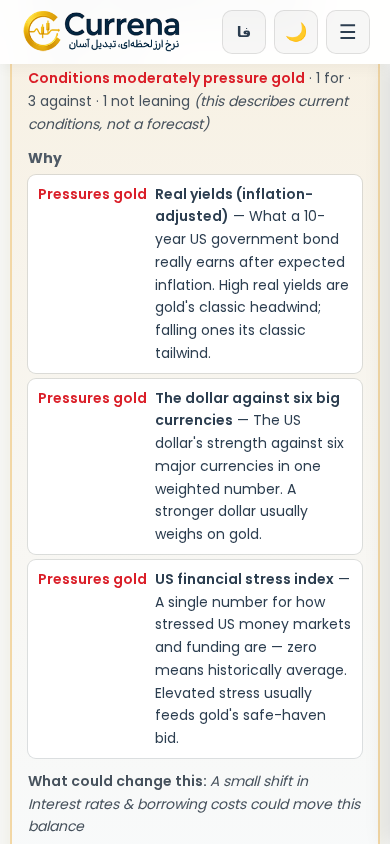 Currena
نرخ ارز لحظه‌ای، تبدیل آسان
فا
Conditions moderately pressure gold · 1 for ·
3 against · 1 not leaning (this describes current
conditions, not a forecast)
Why
Pressures gold Real yields (inflation-
adjusted) — What a 10-
year US government bond
really earns after expected
inflation. High real yields are
gold's classic headwind;
falling ones its classic
tailwind.
Pressures gold The dollar against six big
currencies — The US
dollar's strength against six
major currencies in one
weighted number. A
stronger dollar usually
weighs on gold.
Pressures gold US financial stress index —
A single number for how
stressed US money markets
and funding are — zero
means historically average.
Elevated stress usually
feeds gold's safe-haven
bid.
What could change this: A small shift in
Interest rates & borrowing costs could move this
balance